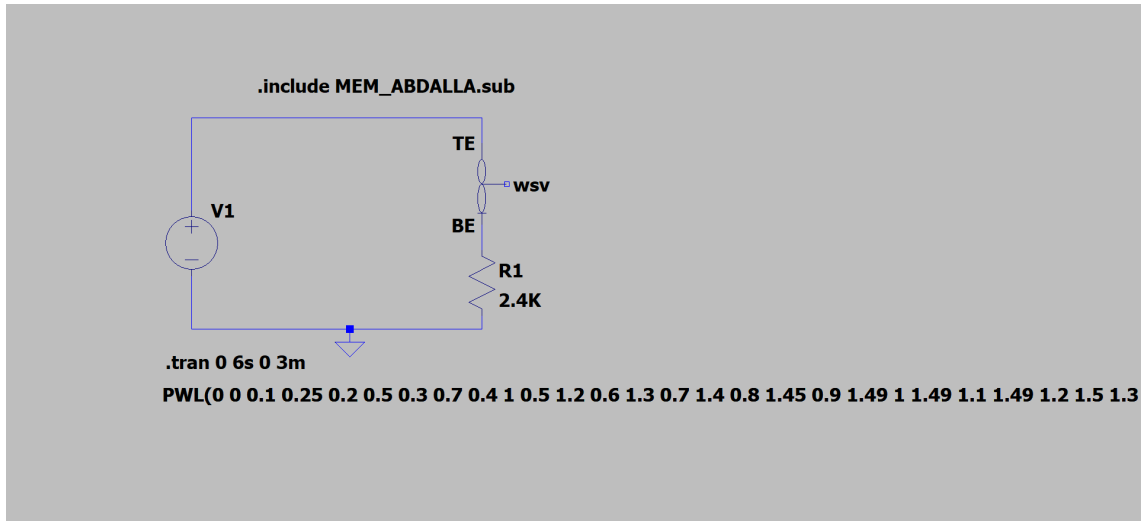 .include MEM_ABDALLA.sub
TE
wsv
V1
BE
R1
2.4K
.tran 0 6s 0 3m
PWL(0 0 0.1 0.25 0.2 0.5 0.3 0.7 0.4 1 0.5 1.2 0.6 1.3 0.7 1.4 0.8 1.45 0.9 1.49 1 1.49 1.1 1.49 1.2 1.5 1.3